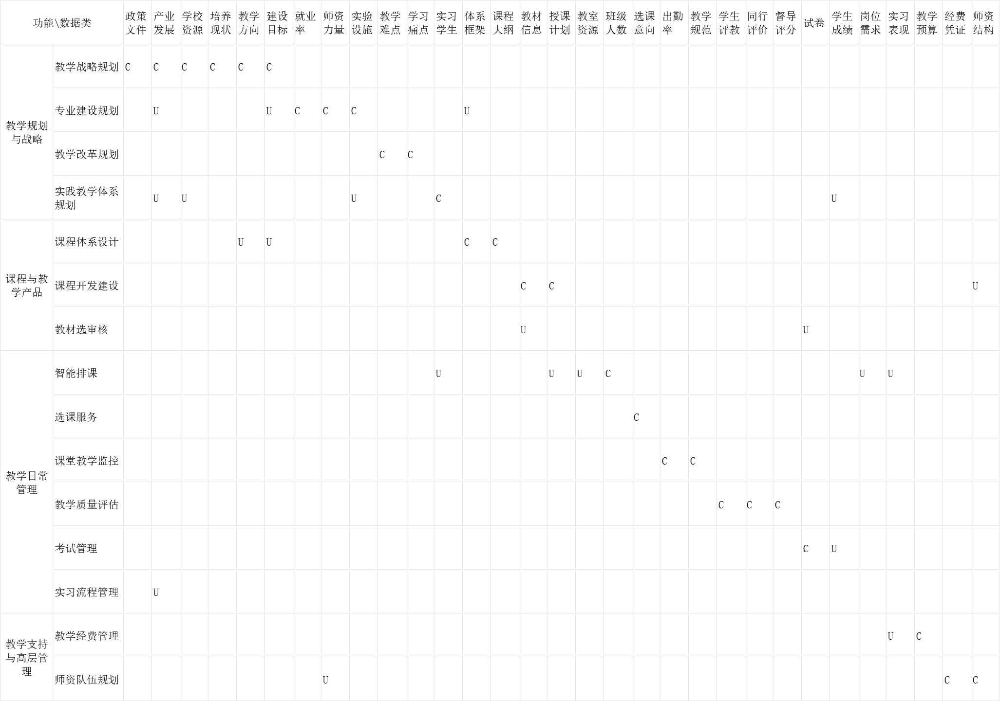 功能\数据类 政策文件 产业发展 学校资源 培养现状 教学方向 建设目标 就业率 师资力量 实验设施 教学难点 学习痛点 实习学生 体系框架 课程大纲 教材信息 授课计划 教室资源 班级人数 选课意向 出勤率 教学规范 学生评教 同行评价 督导评分 试卷 学生成绩 岗位需求 实习表现 教学预算 经费凭证 师资结构
教学规划与战略
教学战略规划 C C C C C C
专业建设规划 U U C C C U
教学改革规划 C C
实践教学体系规划 U U U C U
课程与教学产品
课程体系设计 U U C C
课程开发建设 C C U
教材选审核 U U
教学日常管理
智能排课 U U U C U U
选课服务 C
课堂教学监控 C C
教学质量评估 C C C
考试管理 C U
实习流程管理 U
教学支持与高层管理
教学经费管理 U C
师资队伍规划 U C C